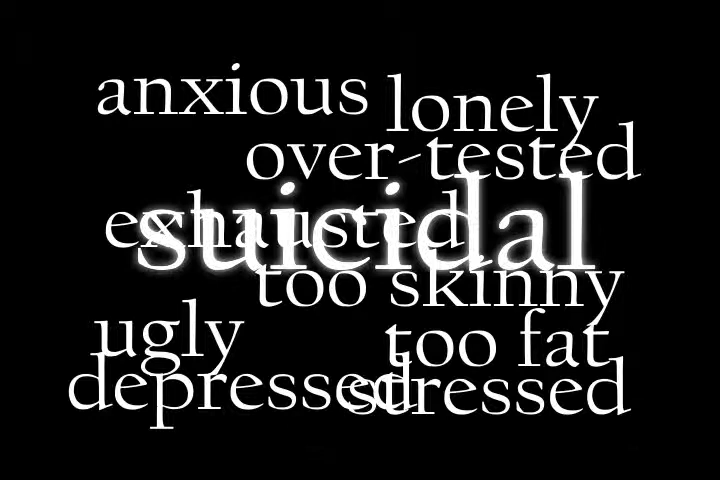 anxious
lonely
over-tested
exhausted
suicidal
too skinny
ugly
too fat
depressed
stressed